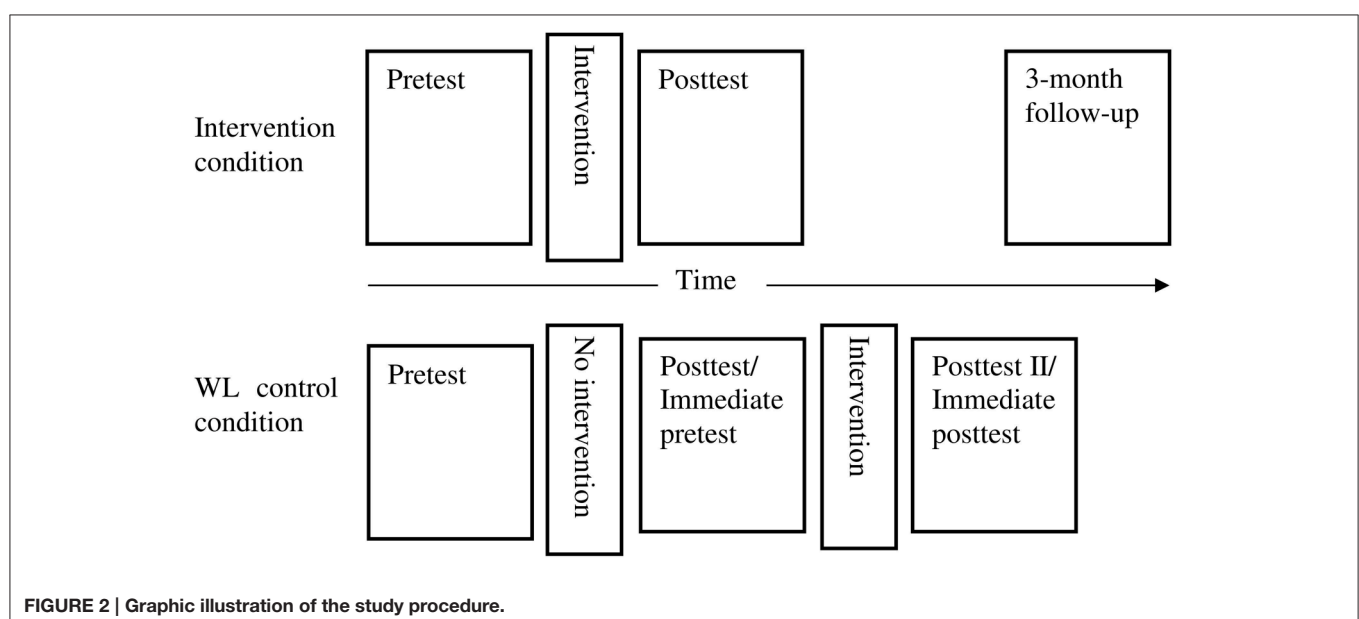 Intervention
condition
Pretest
Intervention
Posttest
3-month
follow-up
Time
WL control
condition
Pretest
No intervention
Posttest/
Immediate
pretest
Intervention
Posttest II/
Immediate
posttest
FIGURE 2 | Graphic illustration of the study procedure.